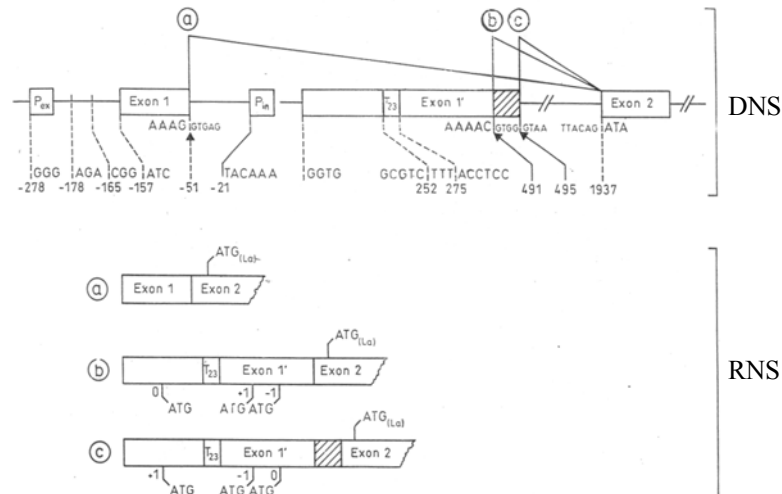 a b c
Pex Exon 1 Pin T23 Exon 1' Exon 2
DNS
AAAG GTGAG AAAAC GTGG GTAA TTACAG ATA
GGG AGA CGG ATC TACAAA GGTG GCGTC TTT ACCTCC
-278 -178 -165 -157 -51 -21 252 275 491 495 1937
ATG(La)
a Exon 1 Exon 2
RNS
ATG(La)
b T23 Exon 1' Exon 2
0 +1 -1
ATG ATG ATG
ATG(La)
c T23 Exon 1' Exon 2
+1 -1 0
ATG ATG ATG